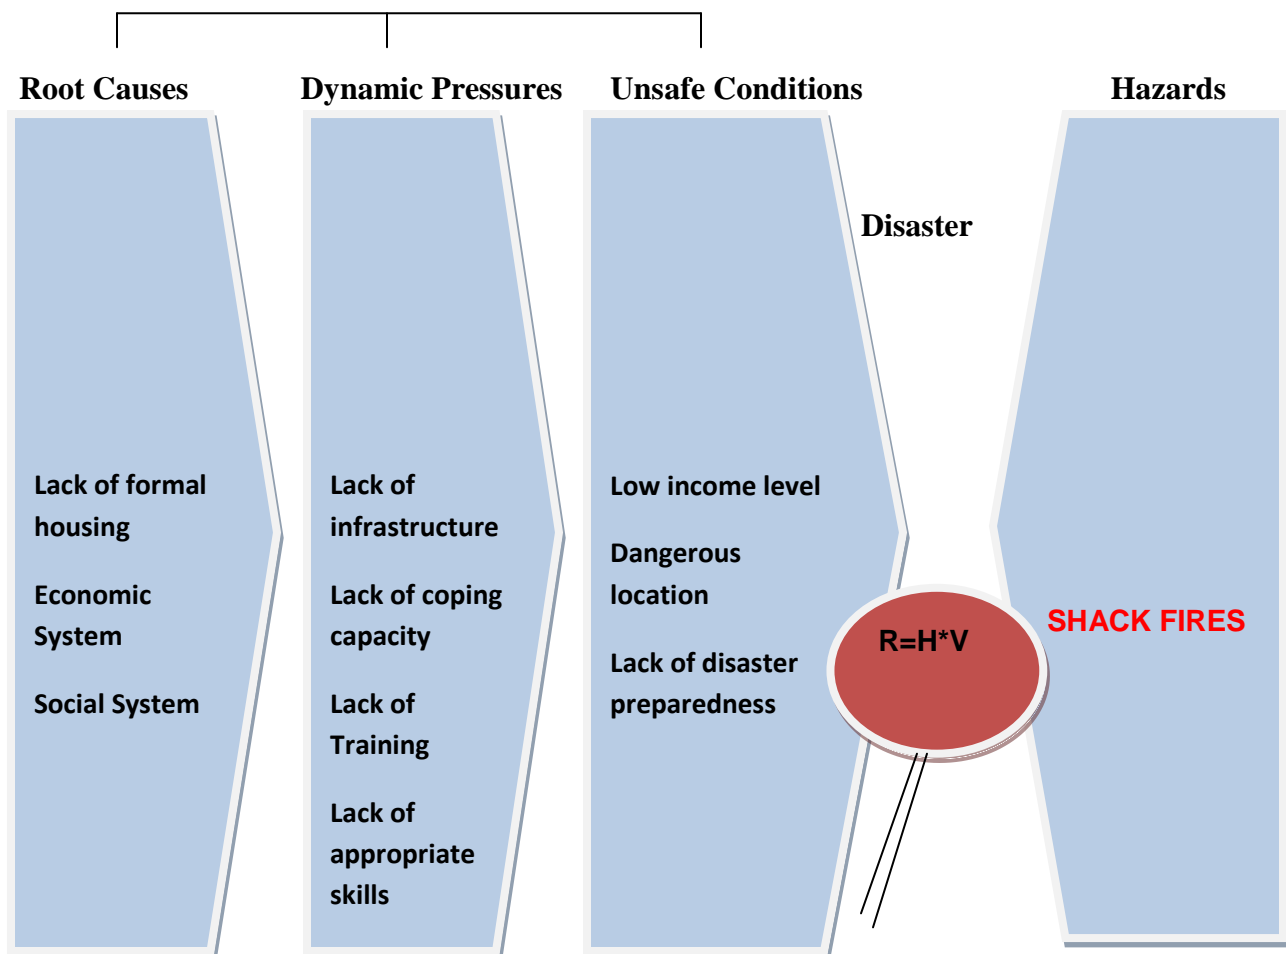 Root Causes
Dynamic Pressures
Unsafe Conditions
Hazards
Disaster
Lack of formal
housing
Economic
System
Social System
Lack of
infrastructure
Lack of coping
capacity
Lack of
Training
Lack of
appropriate
skills
Low income level
Dangerous
location
Lack of disaster
preparedness
R=H*V
SHACK FIRES